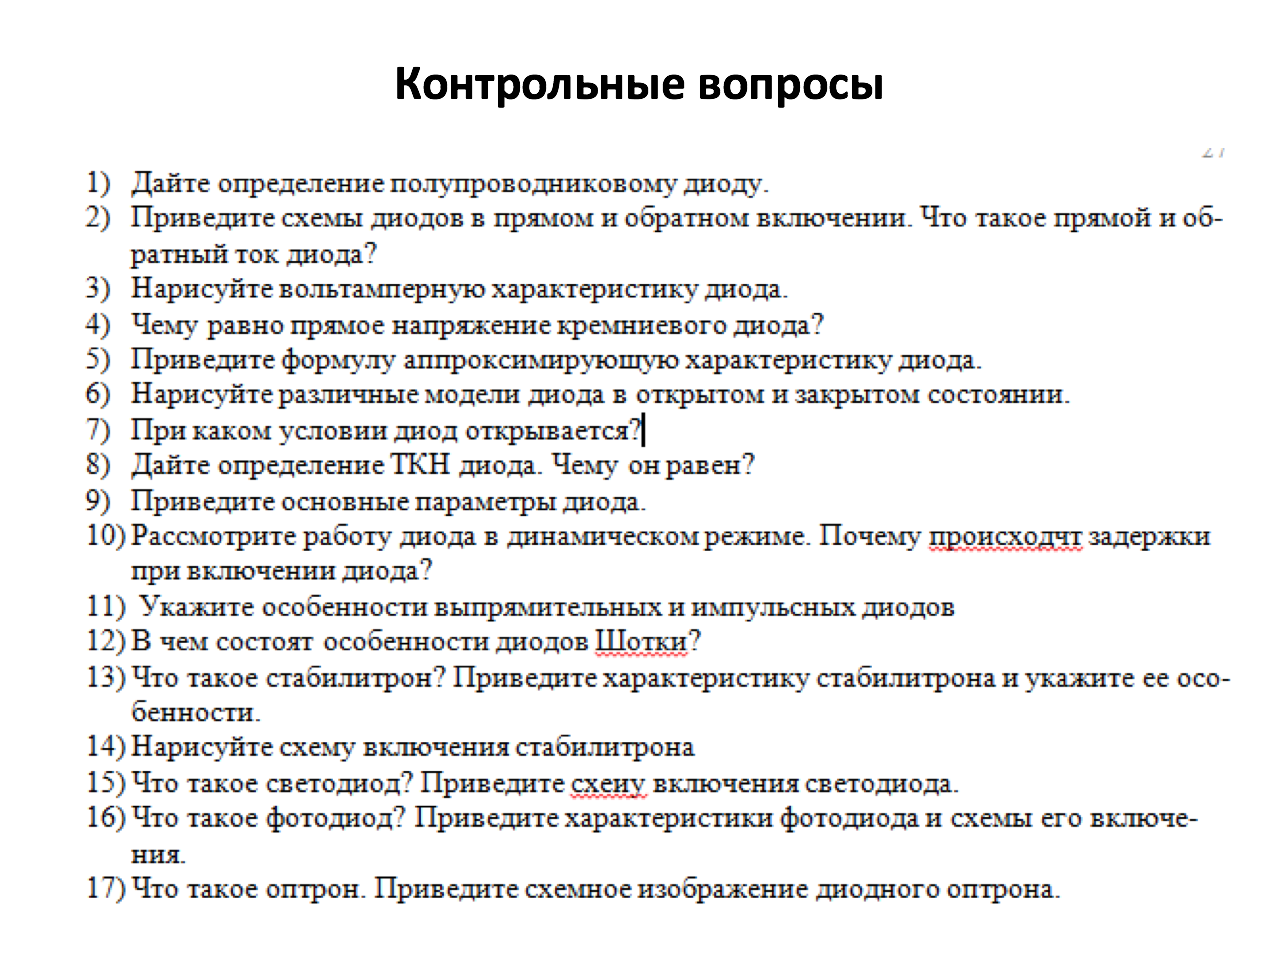 Контрольные вопросы
1) Дайте определение полупроводниковому диоду.
2) Приведите схемы диодов в прямом и обратном включении. Что такое прямой и об-
ратный ток диода?
3) Нарисуйте вольтамперную характеристику диода.
4) Чему равно прямое напряжение кремниевого диода?
5) Приведите формулу аппроксимирующую характеристику диода.
6) Нарисуйте различные модели диода в открытом и закрытом состоянии.
7) При каком условии диод открывается?
8) Дайте определение ТКН диода. Чему он равен?
9) Приведите основные параметры диода.
10) Рассмотрите работу диода в динамическом режиме. Почему происходчт задержки
при включении диода?
11) Укажите особенности выпрямительных и импульсных диодов
12) В чем состоят особенности диодов Шотки?
13) Что такое стабилитрон? Приведите характеристику стабилитрона и укажите ее осо-
бенности.
14) Нарисуйте схему включения стабилитрона
15) Что такое светодиод? Приведите схеиу включения светодиода.
16) Что такое фотодиод? Приведите характеристики фотодиода и схемы его включе-
ния.
17) Что такое оптрон. Приведите схемное изображение диодного оптрона.